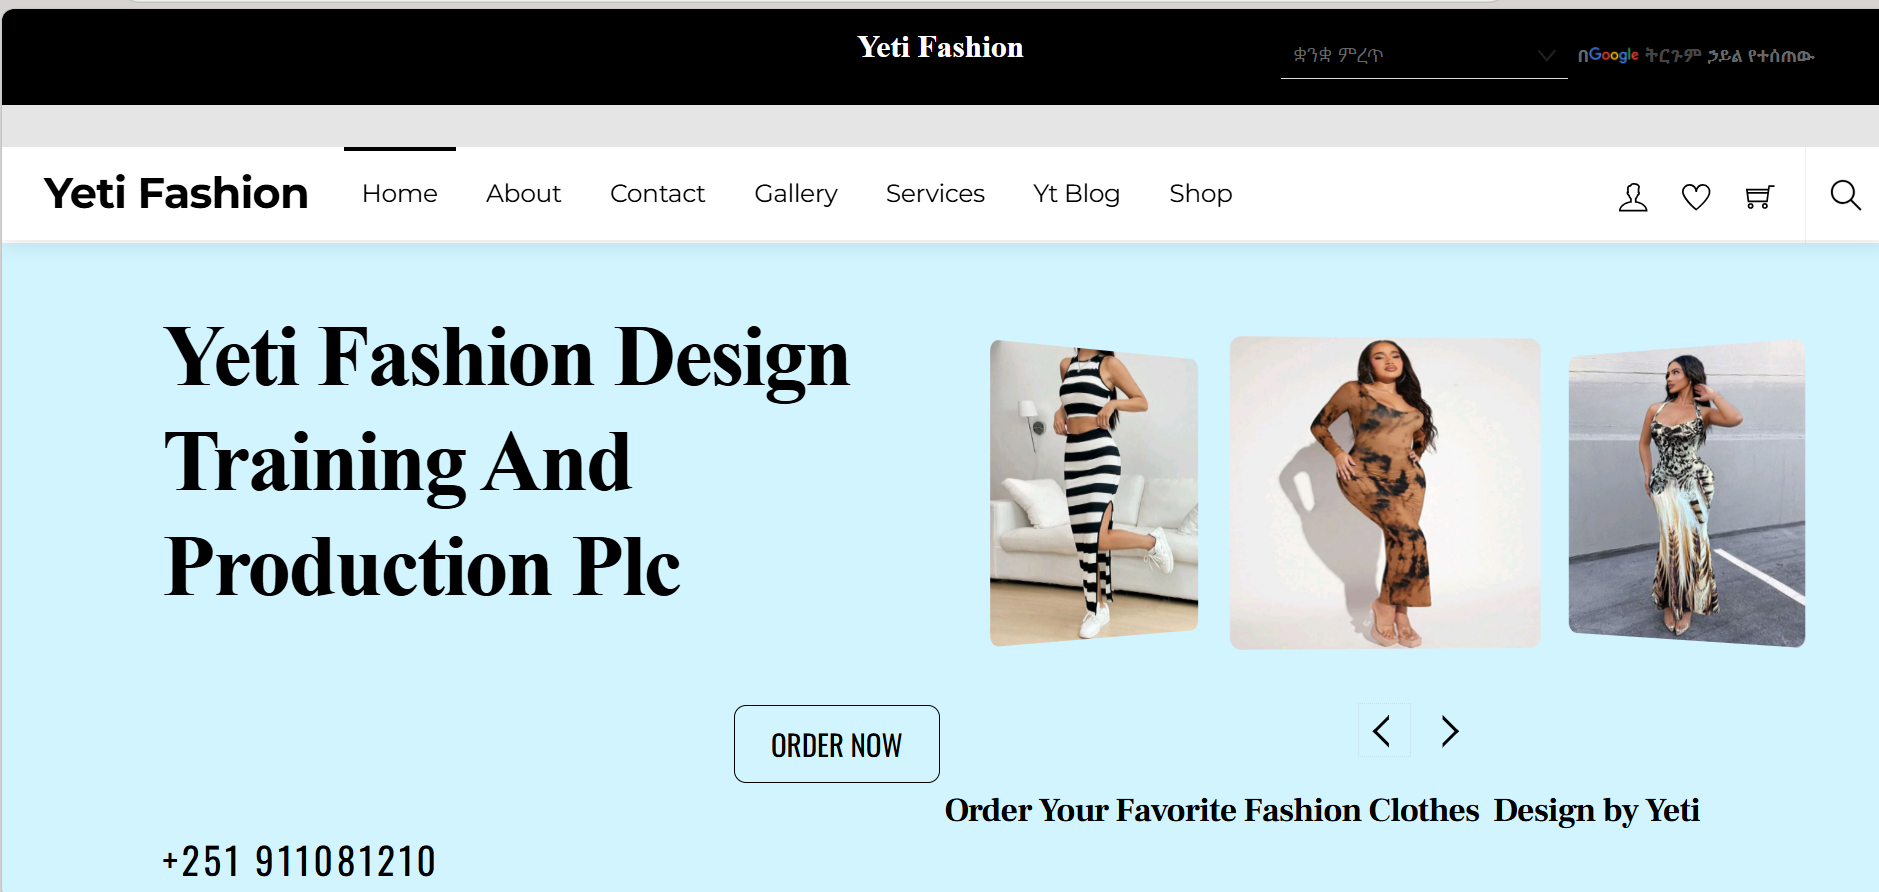 Yeti Fashion
ቋንቋ ምረጥ
በGoogle ትርጉም ኃይል የተሰጠው
Yeti Fashion Home About Contact Gallery Services Yt Blog Shop
Yeti Fashion Design
Training And
Production Plc
ORDER NOW
Order Your Favorite Fashion Clothes Design by Yeti
+251 911081210